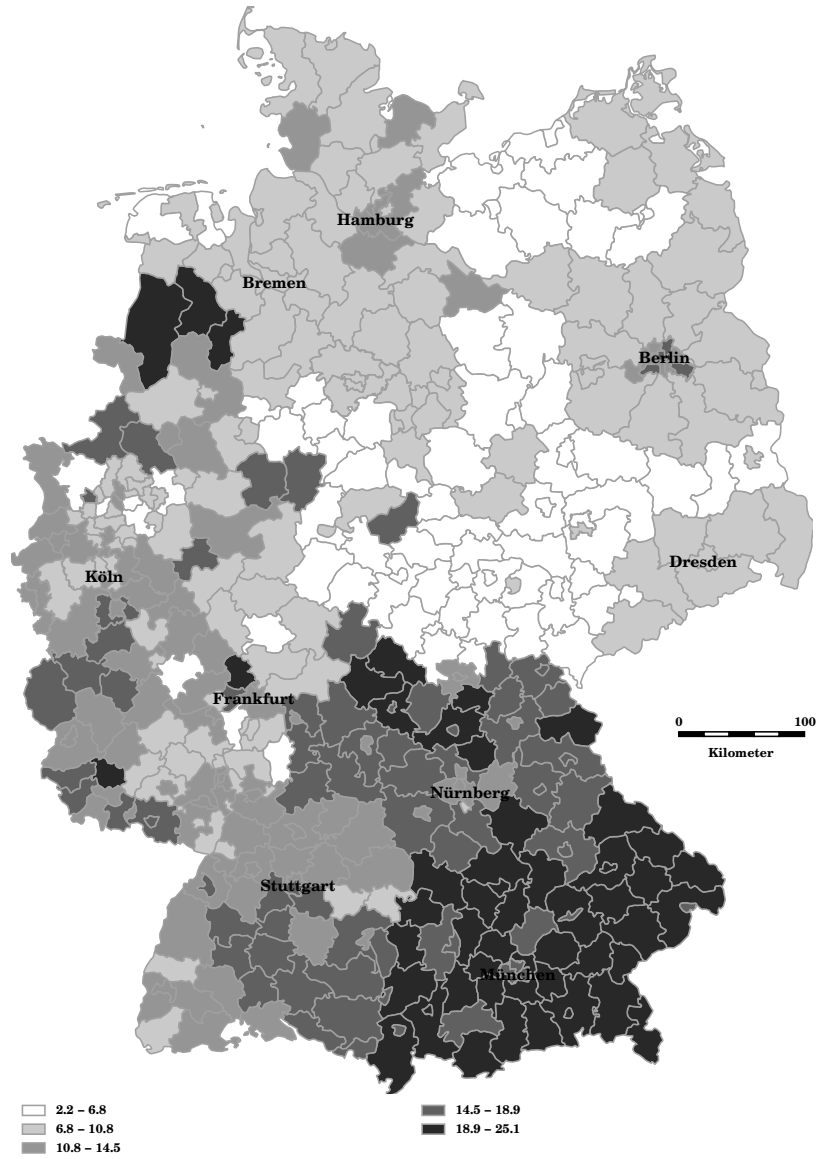 Hamburg
Bremen
Berlin
Köln
Dresden
Frankfurt
0 100
Kilometer
Nürnberg
Stuttgart
München
2.2 – 6.8
6.8 – 10.8
10.8 – 14.5
14.5 – 18.9
18.9 – 25.1